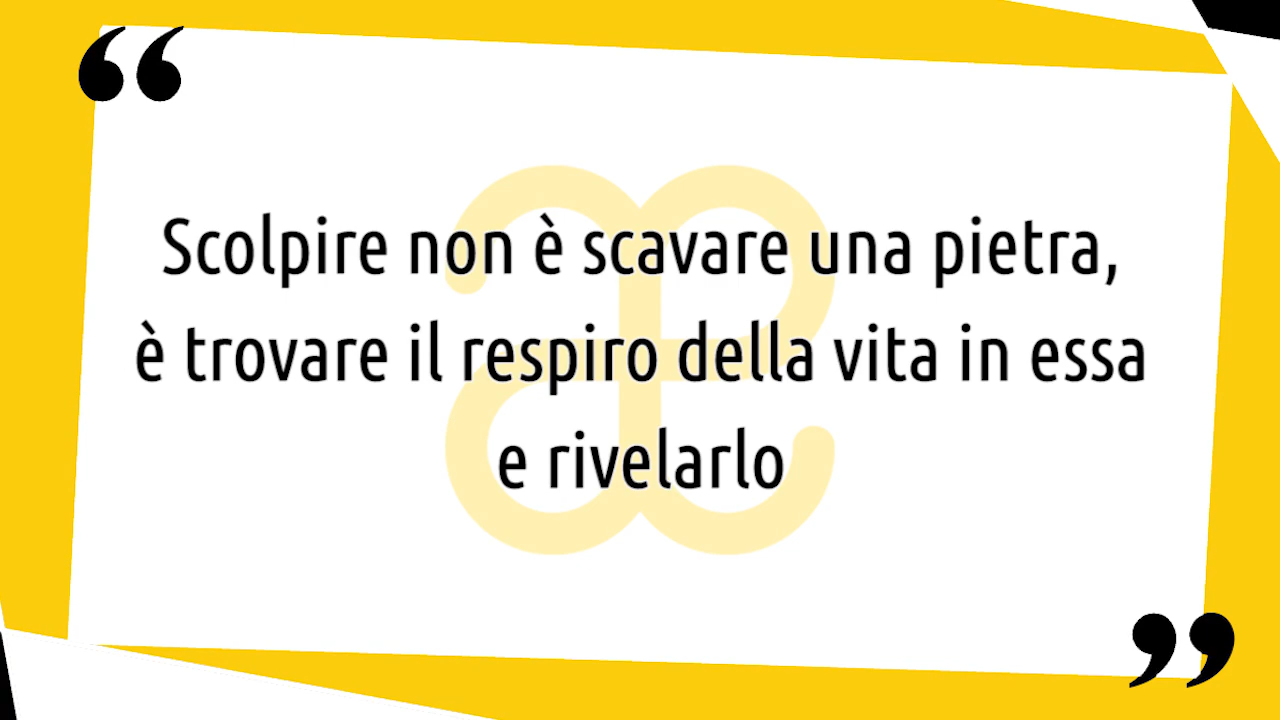 Scolpire non è scavare una pietra,
è trovare il respiro della vita in essa
e rivelarlo